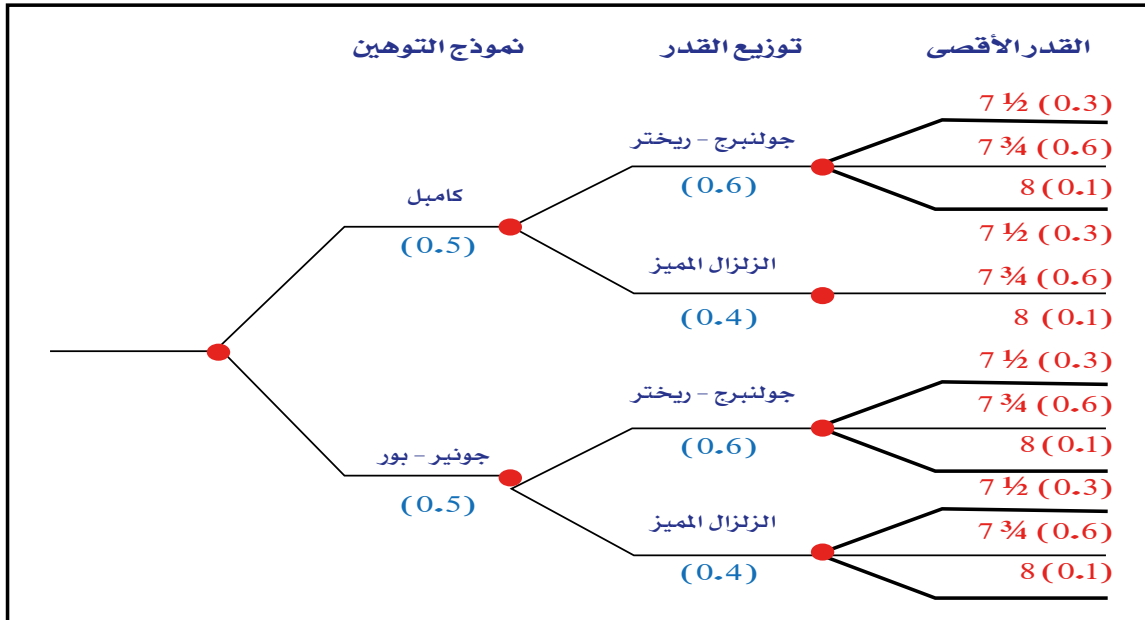 القدر الأقصى
توزيع القدر
نموذج التوهين
7 ½ (0.3)
جولنبرج - ريختر
7 ¾ (0.6)
(0.6)
8 (0.1)
كامبل
(0.5)
7 ½ (0.3)
الزلزال المميز
7 ¾ (0.6)
(0.4)
8 (0.1)
7 ½ (0.3)
جولنبرج - ريختر
7 ¾ (0.6)
(0.6)
8 (0.1)
جونير - بور
(0.5)
7 ½ (0.3)
الزلزال المميز
7 ¾ (0.6)
(0.4)
8 (0.1)